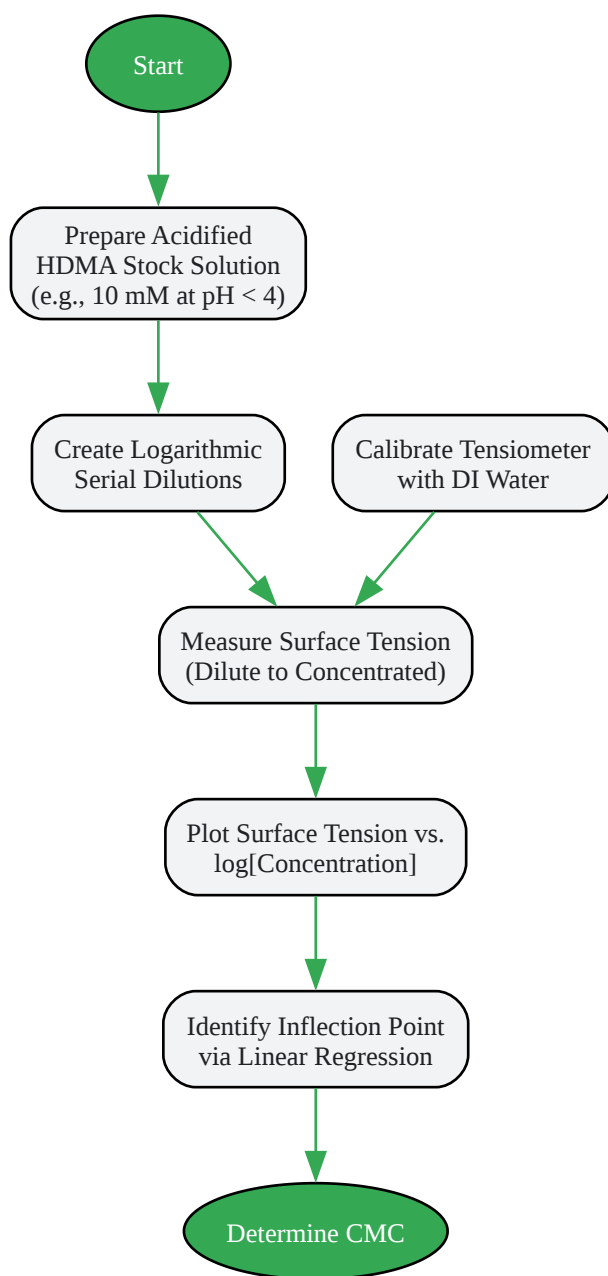 Start
Prepare Acidified
HDMA Stock Solution
(e.g., 10 mM at pH < 4)
Create Logarithmic
Serial Dilutions
Calibrate Tensiometer
with DI Water
Measure Surface Tension
(Dilute to Concentrated)
Plot Surface Tension vs.
log[Concentration]
Identify Inflection Point
via Linear Regression
Determine CMC